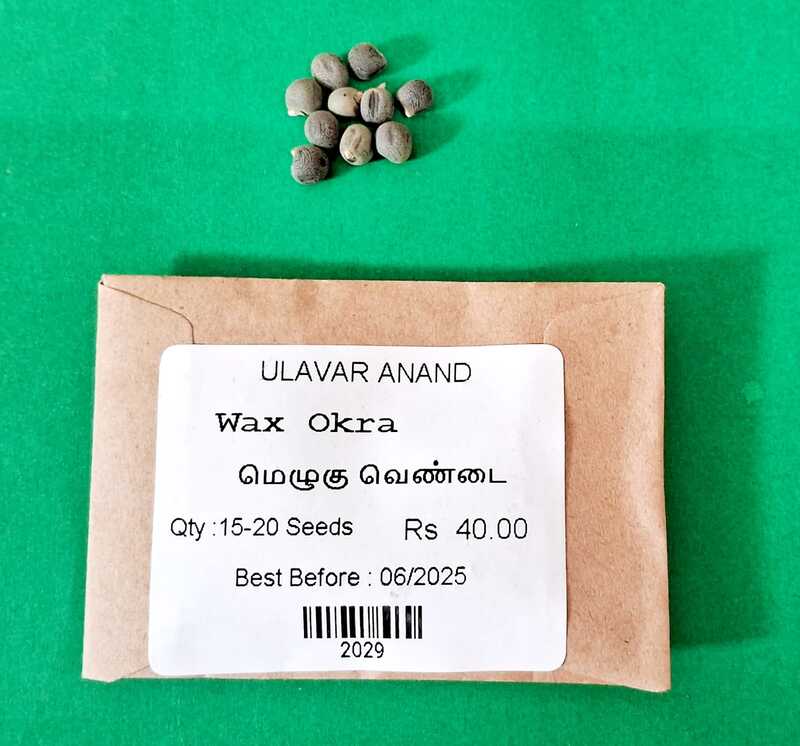 ULAVAR ANAND
Wax Okra
மெழுகு வெண்டை
Qty :15-20 Seeds Rs 40.00
Best Before : 06/2025
2029